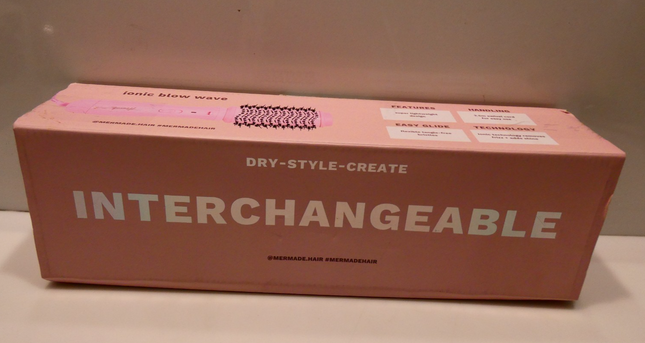 ionic blow wave
@MERMADE.HAIR #MERMADEHAIR
FEATURES
HANDLING
EASY GLIDE
TECHNOLOGY
DRY-STYLE-CREATE
INTERCHANGEABLE
@MERMADE.HAIR #MERMADEHAIR